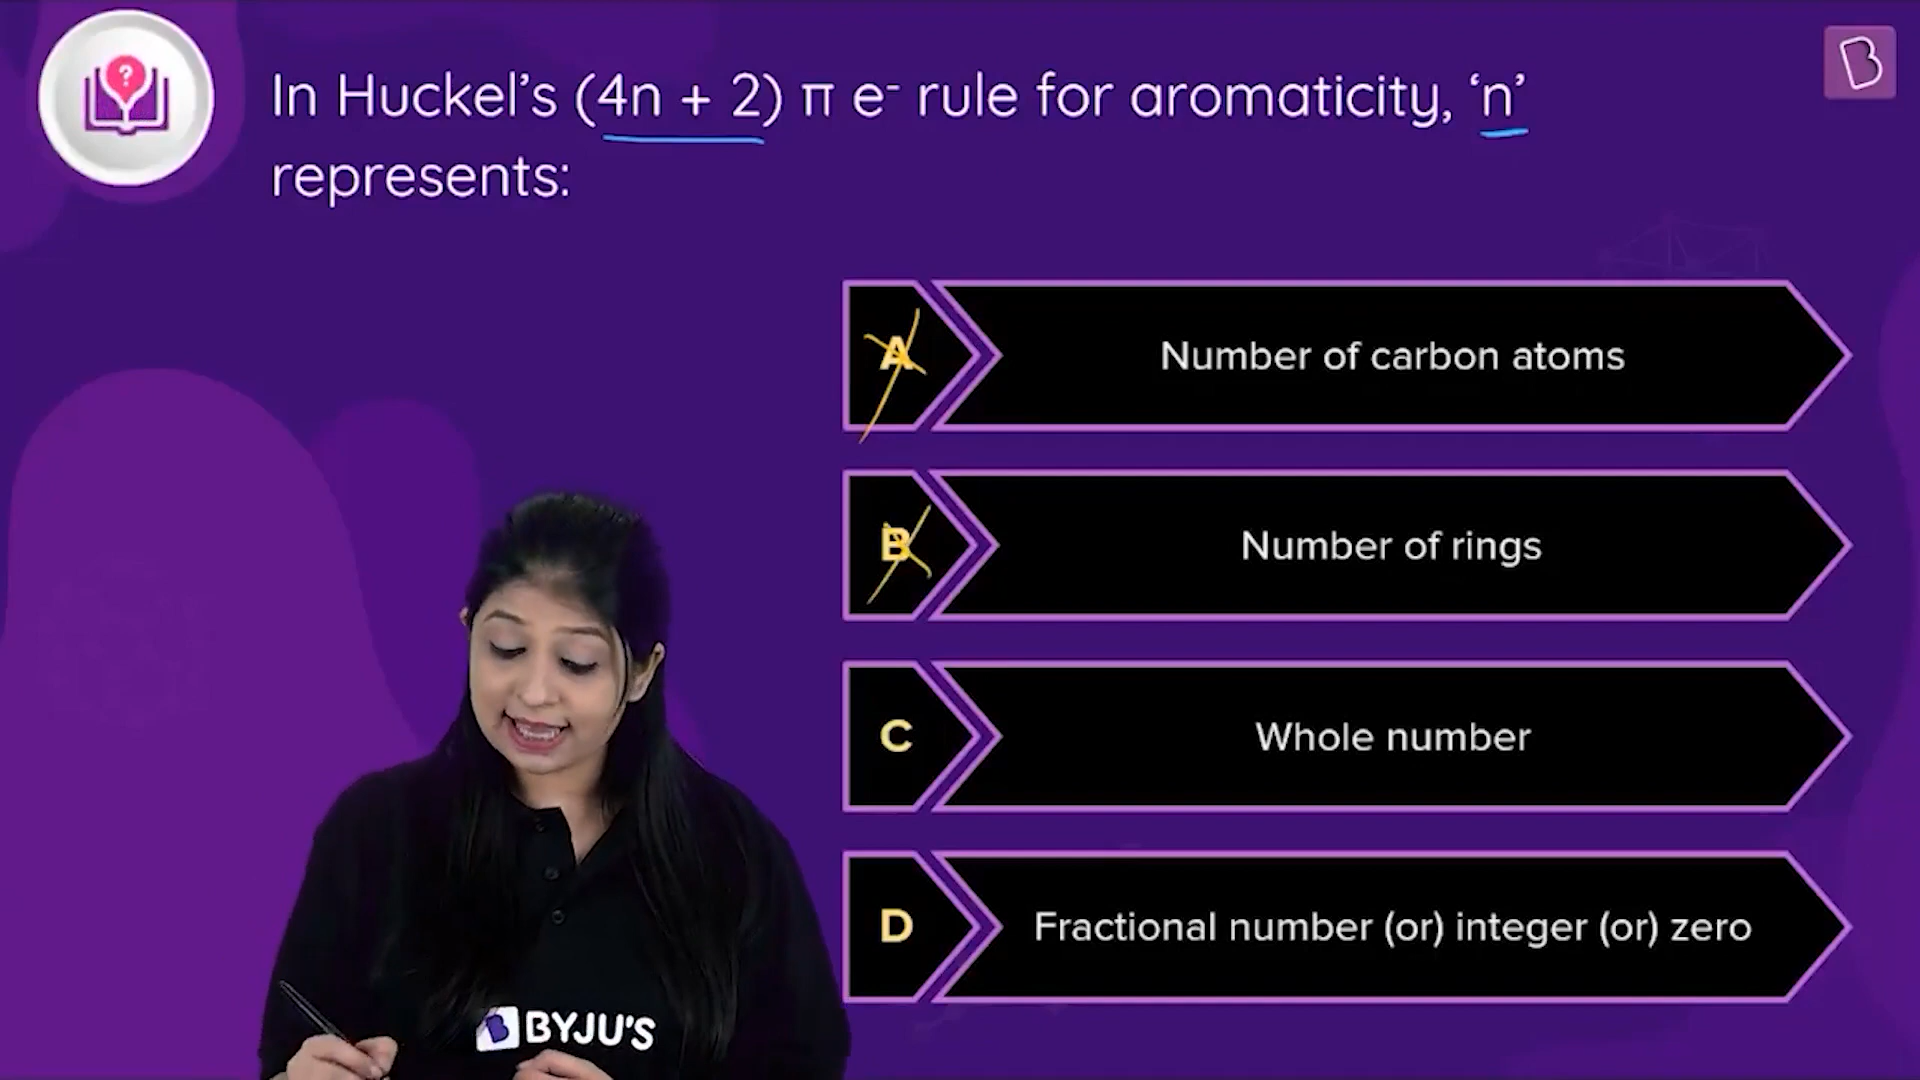 In Huckel’s (4n + 2) π e⁻ rule for aromaticity, ‘n’
represents:
A Number of carbon atoms
B Number of rings
C Whole number
D Fractional number (or) integer (or) zero
BYJU'S